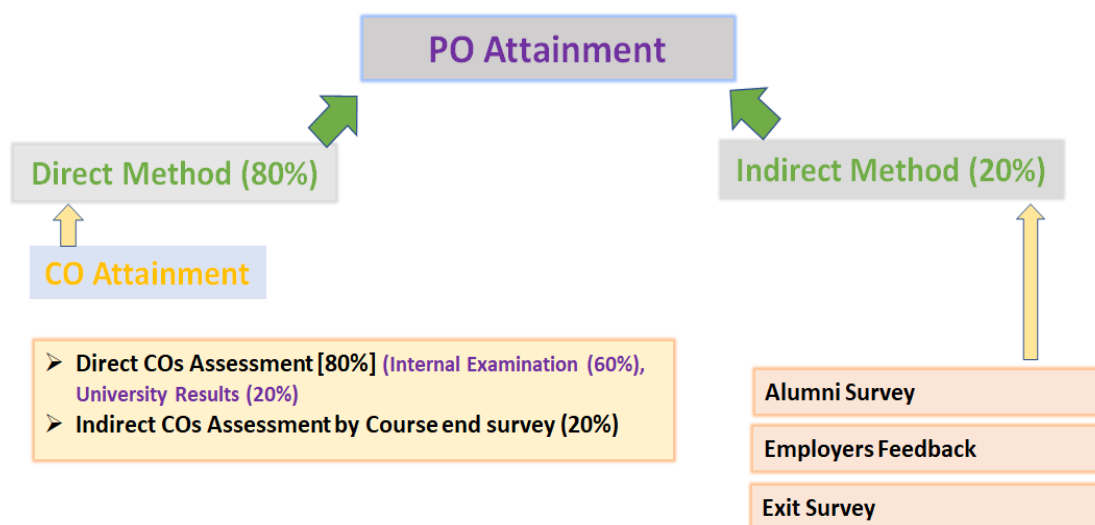 PO Attainment
Direct Method (80%)
Indirect Method (20%)
CO Attainment
➢ Direct COs Assessment [80%] (Internal Examination (60%),
University Results (20%)
➢ Indirect COs Assessment by Course end survey (20%)
Alumni Survey
Employers Feedback
Exit Survey